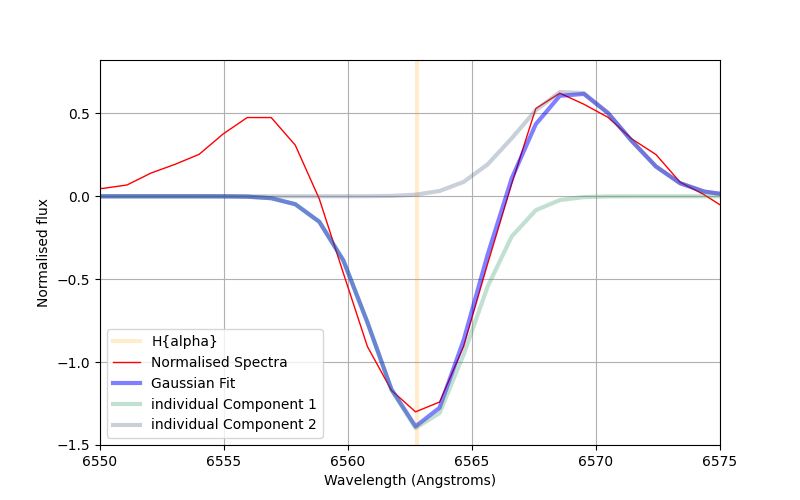 0.5
0.0
−0.5
−1.0
−1.5
Normalised flux
H{alpha}
Normalised Spectra
Gaussian Fit
individual Component 1
individual Component 2
6550 6555 6560 6565 6570 6575
Wavelength (Angstroms)